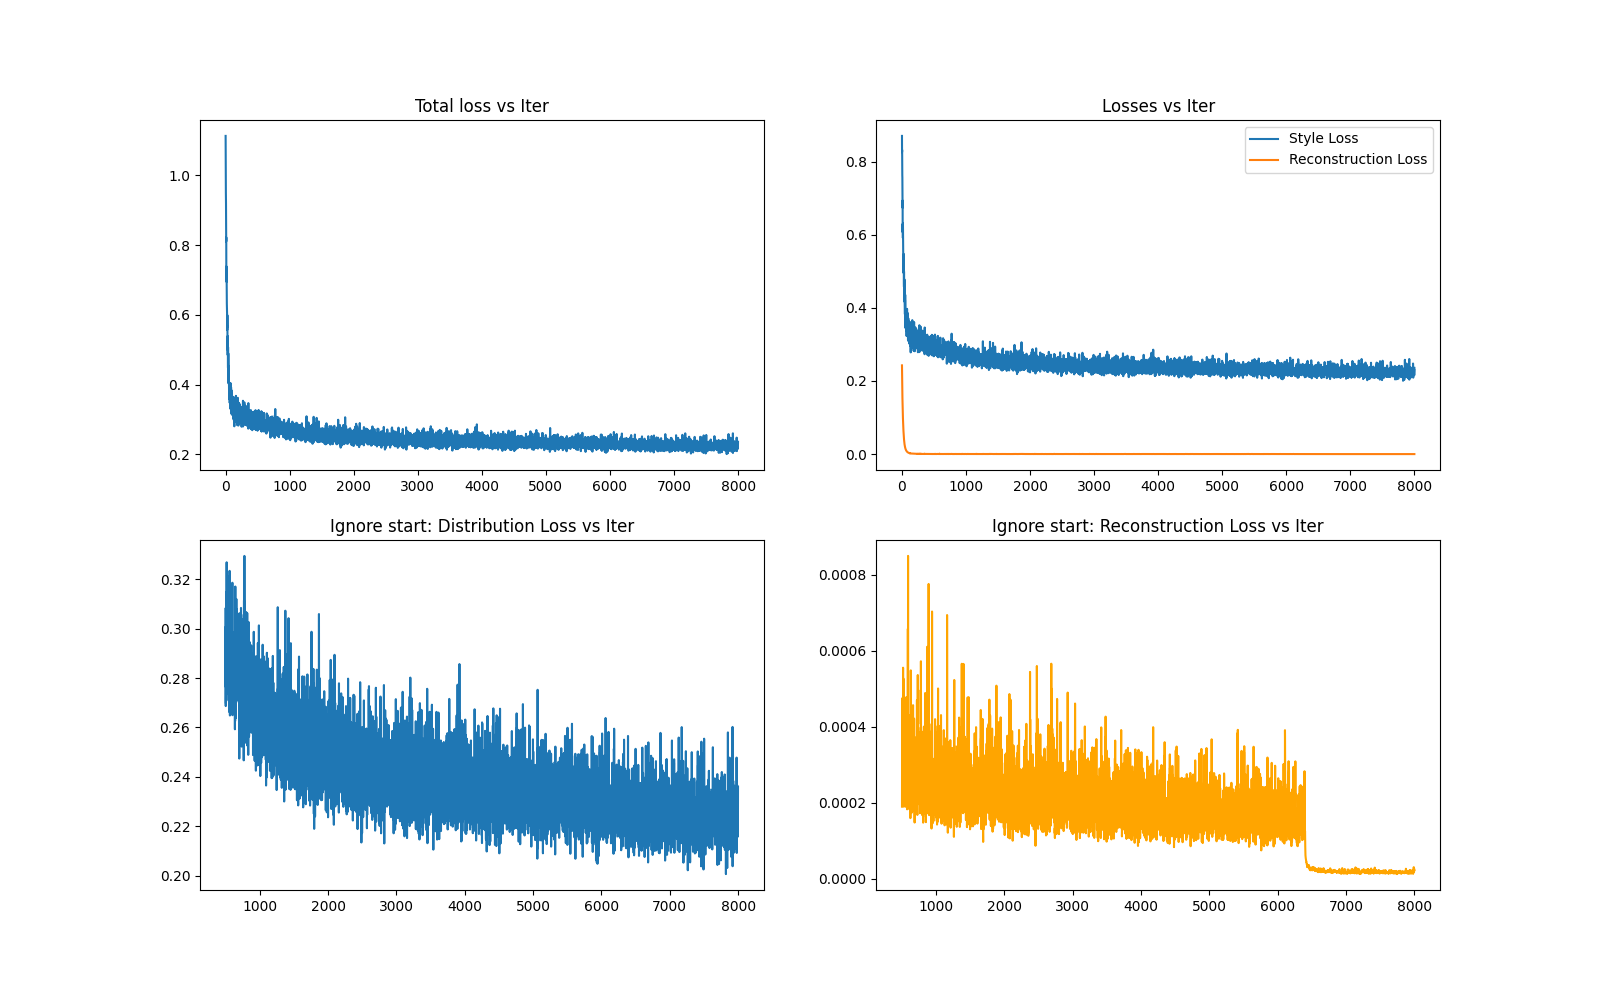 Total loss vs Iter
1.0
0.8
0.6
0.4
0.2
0 1000 2000 3000 4000 5000 6000 7000 8000
Losses vs Iter
Style Loss
Reconstruction Loss
0.8
0.6
0.4
0.2
0.0
0 1000 2000 3000 4000 5000 6000 7000 8000
Ignore start: Distribution Loss vs Iter
0.32
0.30
0.28
0.26
0.24
0.22
0.20
1000 2000 3000 4000 5000 6000 7000 8000
Ignore start: Reconstruction Loss vs Iter
0.0008
0.0006
0.0004
0.0002
0.0000
1000 2000 3000 4000 5000 6000 7000 8000